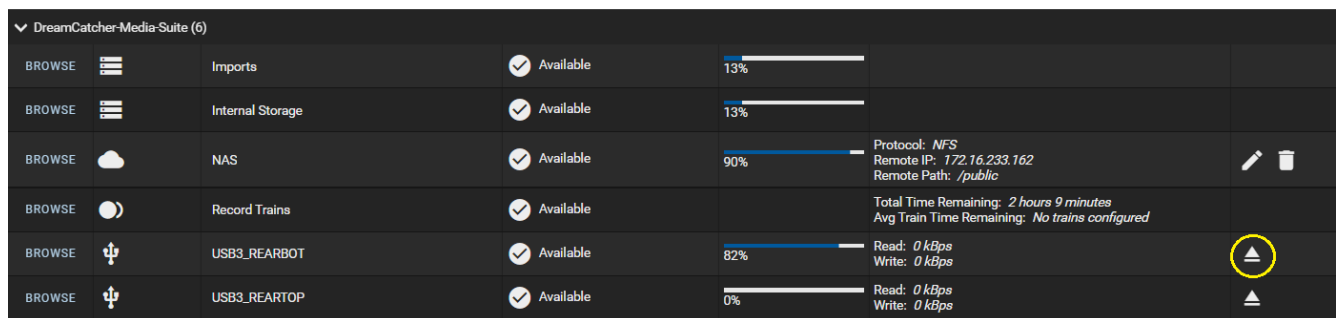 DreamCatcher-Media-Suite (6)
BROWSE Imports Available 13%
BROWSE Internal Storage Available 13%
BROWSE NAS Available 90% Protocol: NFS
Remote IP: 172.16.233.162
Remote Path: /public
BROWSE Record Trains Available Total Time Remaining: 2 hours 9 minutes
Avg Train Time Remaining: No trains configured
BROWSE USB3_REARBOT Available 82% Read: 0 kBps
Write: 0 kBps
BROWSE USB3_REARTOP Available 0% Read: 0 kBps
Write: 0 kBps